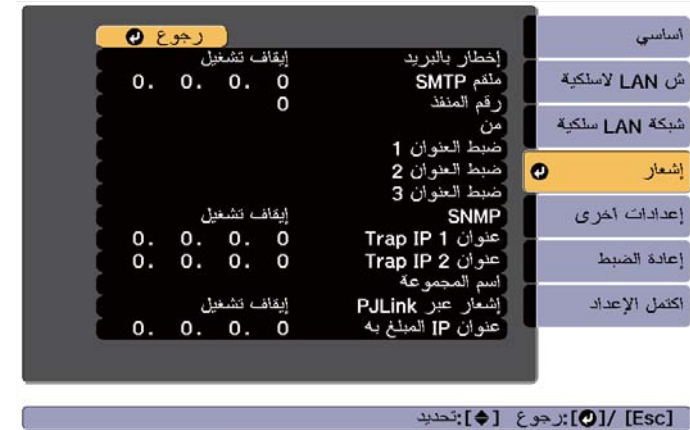 اساسي
ش LAN لاسلكية
شبكة LAN سلكية
إشعار
إعدادات اخرى
إعادة الضبط
اكتمل الإعداد
رجوع
إخطار بالبريد إيقاف تشغيل
ملقم SMTP 0. 0. 0. 0
رقم المنفذ 0
من
ضبط العنوان 1
ضبط العنوان 2
ضبط العنوان 3
SNMP إيقاف تشغيل
عنوان Trap IP 1 0. 0. 0. 0
عنوان Trap IP 2 0. 0. 0. 0
اسم المجموعة
إشعار عبر PJLink إيقاف تشغيل
عنوان IP المبلغ به 0. 0. 0. 0
[Esc] /[]:رجوع []:تحديد